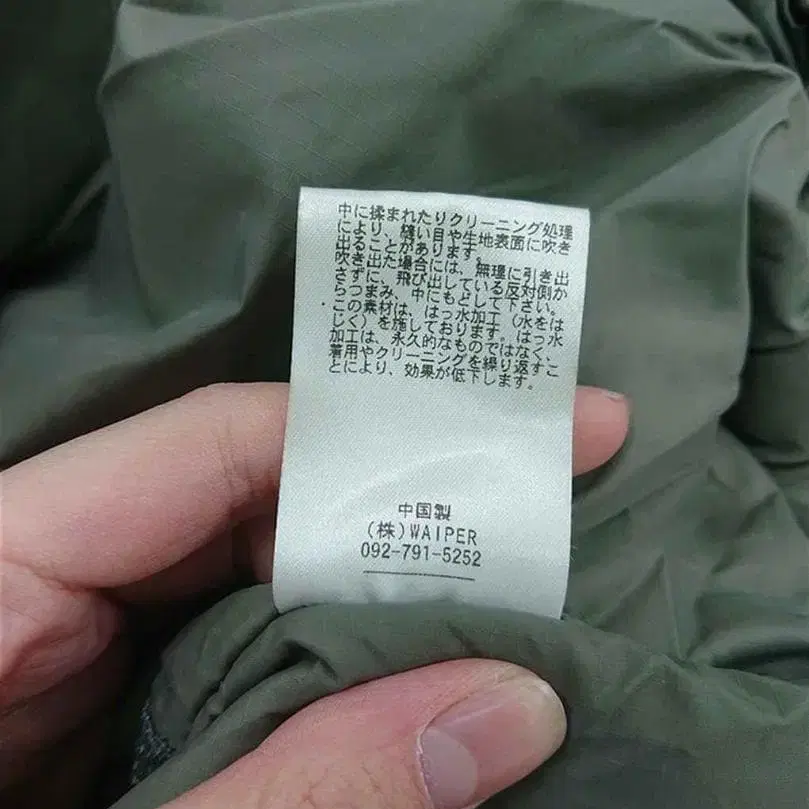 中に揉まれたりクリーニング処理
により、縫い目や生地表面に吹き
出ることがあります。
吹き出た場合には、無理に引き出
さずに、飛び出している反対側か
らつまみ、中にもどして下さい。
・この素材は、はっ水加工（水をは
じく）を施しております。はっ水
加工は、永久的なものではなく、
着用やクリーニングを繰り返すこ
とにより、効果が低下します。
中国製
(株)WAIPER
092-791-5252